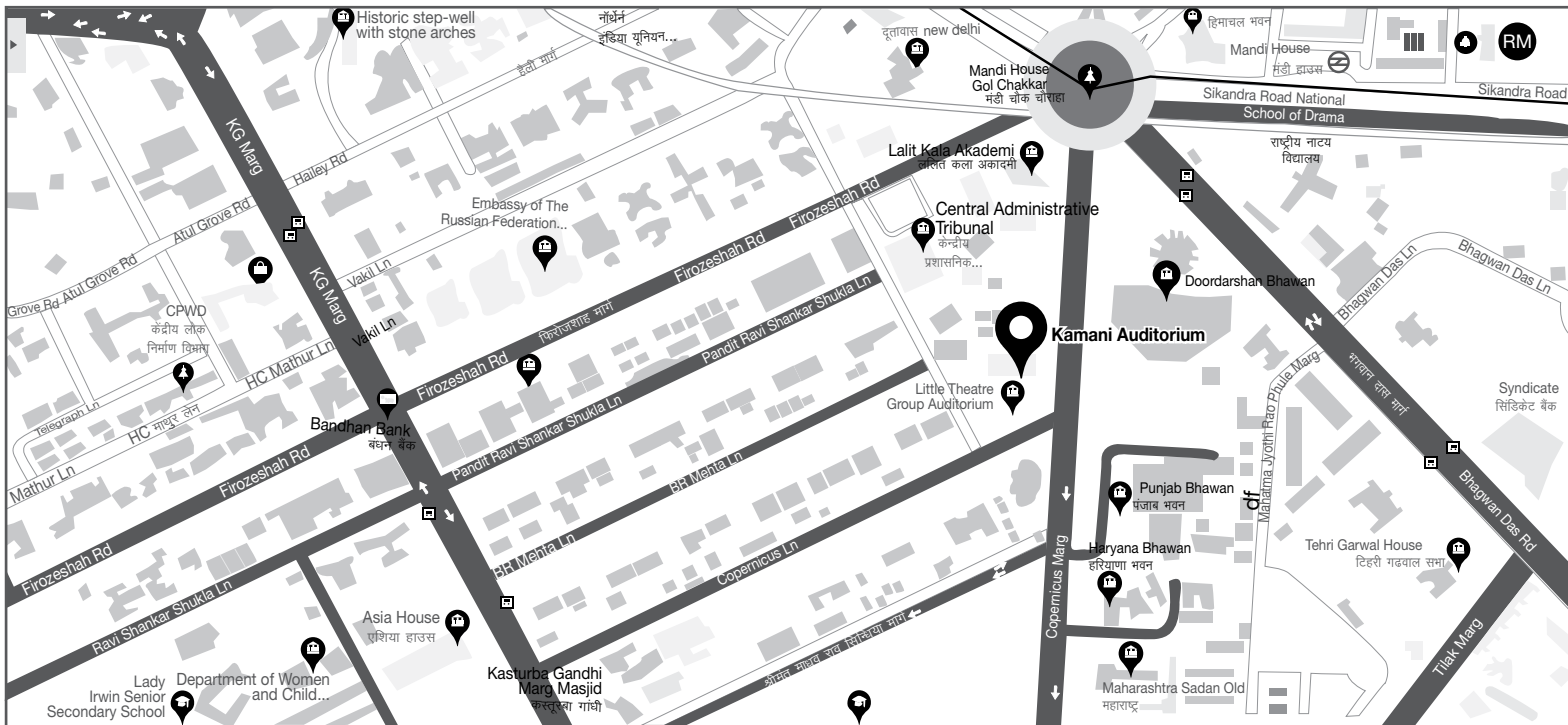 Historic step-well
with stone arches
नॉर्थर्न
इंडिया यूनियन...
दूतावास new delhi
हिमाचल भवन
Mandi House
मंडी हाउस
RM
Mandi House
Gol Chakkar
मंडी चौक चौराहा
Sikandra Road National
School of Drama
Sikandra Road
राष्ट्रीय नाटय
विद्यालय
KG Marg
हैली मार्ग
Hailey Rd
Lalit Kala Akademi
ललित कला अकादमी
Firozeshah Rd
Embassy of The
Russian Federation...
Central Administrative
Tribunal
केन्द्रीय
प्रशासनिक...
Atul Grove Rd
Firozeshah Rd
Bhagwan Das Ln
Bhagwan Das Ln
Atul Grove Rd
Grove Rd
KG Marg
Vakil Ln
Doordarshan Bhawan
CPWD
केंद्रीय लोक
निर्माण विभाग
Vakil Ln
फिरोजशाह मार्ग
Pandit Ravi Shankar Shukla Ln
Kamani Auditorium
HC Mathur Ln
Firozeshah Rd
Little Theatre
Group Auditorium
Mahatma Jyothi Rao Phule Marg
भगवान दास मार्ग
Syndicate
सिंडिकेट बैंक
Telegraph Ln
HC माथुर लेन
Bandhan Bank
बंधन बैंक
Mathur Ln
Firozeshah Rd
Pandit Ravi Shankar Shukla Ln
BR Mehta Ln
Punjab Bhawan
पंजाब भवन
df
Bhagwan Das Rd
Firozeshah Rd
BR Mehta Ln
Copernicus Ln
Copernicus Marg
Haryana Bhawan
हरियाणा भवन
Tehri Garwal House
टिहरी गढवाल सभा
Ravi Shankar Shukla Ln
Asia House
एशिया हाउस
श्रीमंत माधव राव सिन्धिया मार्ग
Tilak Marg
Lady
Irwin Senior
Secondary School
Department of Women
and Child...
Kasturba Gandhi
Marg Masjid
कस्तूरबा गांधी
Maharashtra Sadan Old
महाराष्ट्र